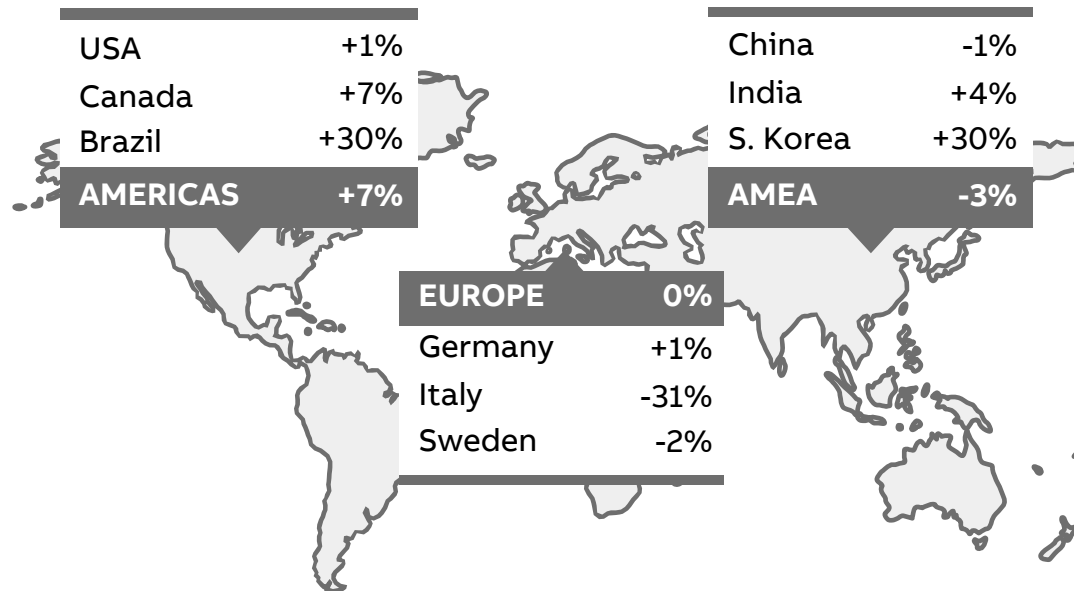 USA +1%
Canada +7%
Brazil +30%
AMERICAS +7%
China -1%
India +4%
S. Korea +30%
AMEA -3%
EUROPE 0%
Germany +1%
Italy -31%
Sweden -2%